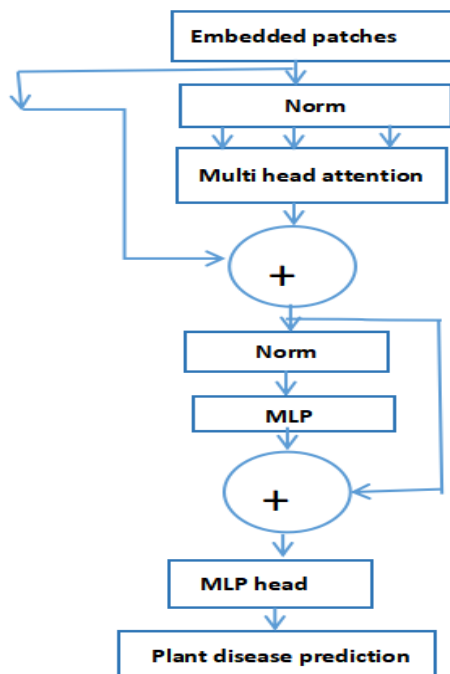 Embedded patches
Norm
Multi head attention
+
Norm
MLP
+
MLP head
Plant disease prediction